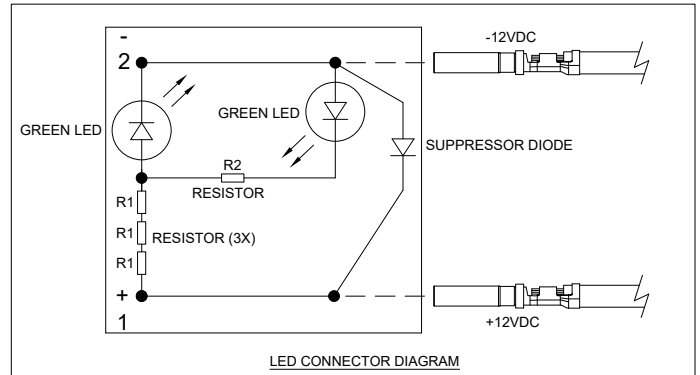 -
2
-12VDC
GREEN LED
GREEN LED
SUPPRESSOR DIODE
R2
RESISTOR
R1
R1
RESISTOR (3X)
R1
+
1
+12VDC
LED CONNECTOR DIAGRAM